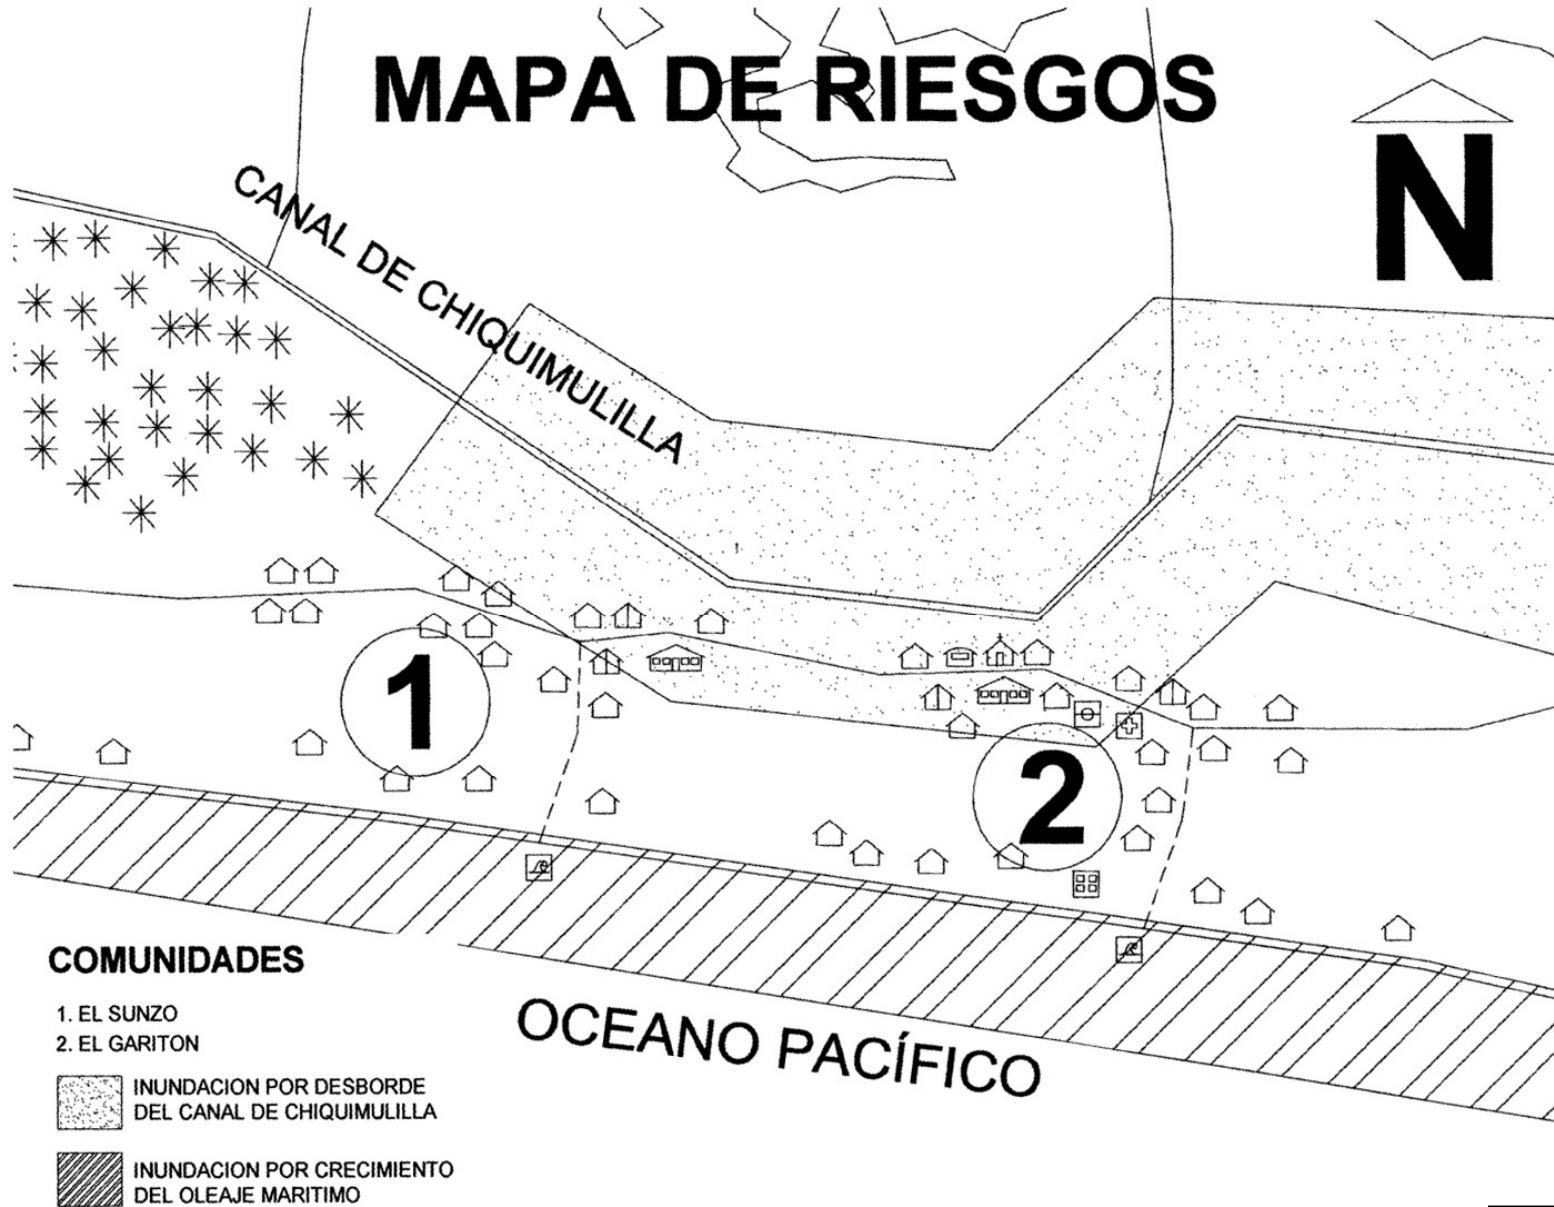 MAPA DE RIESGOS
N
CANAL DE CHIQUIMULILLA
1
2
COMUNIDADES
1. EL SUNZO
2. EL GARITON
OCEANO PACÍFICO
INUNDACION POR DESBORDE
DEL CANAL DE CHIQUIMULILLA
INUNDACION POR CRECIMIENTO
DEL OLEAJE MARITIMO